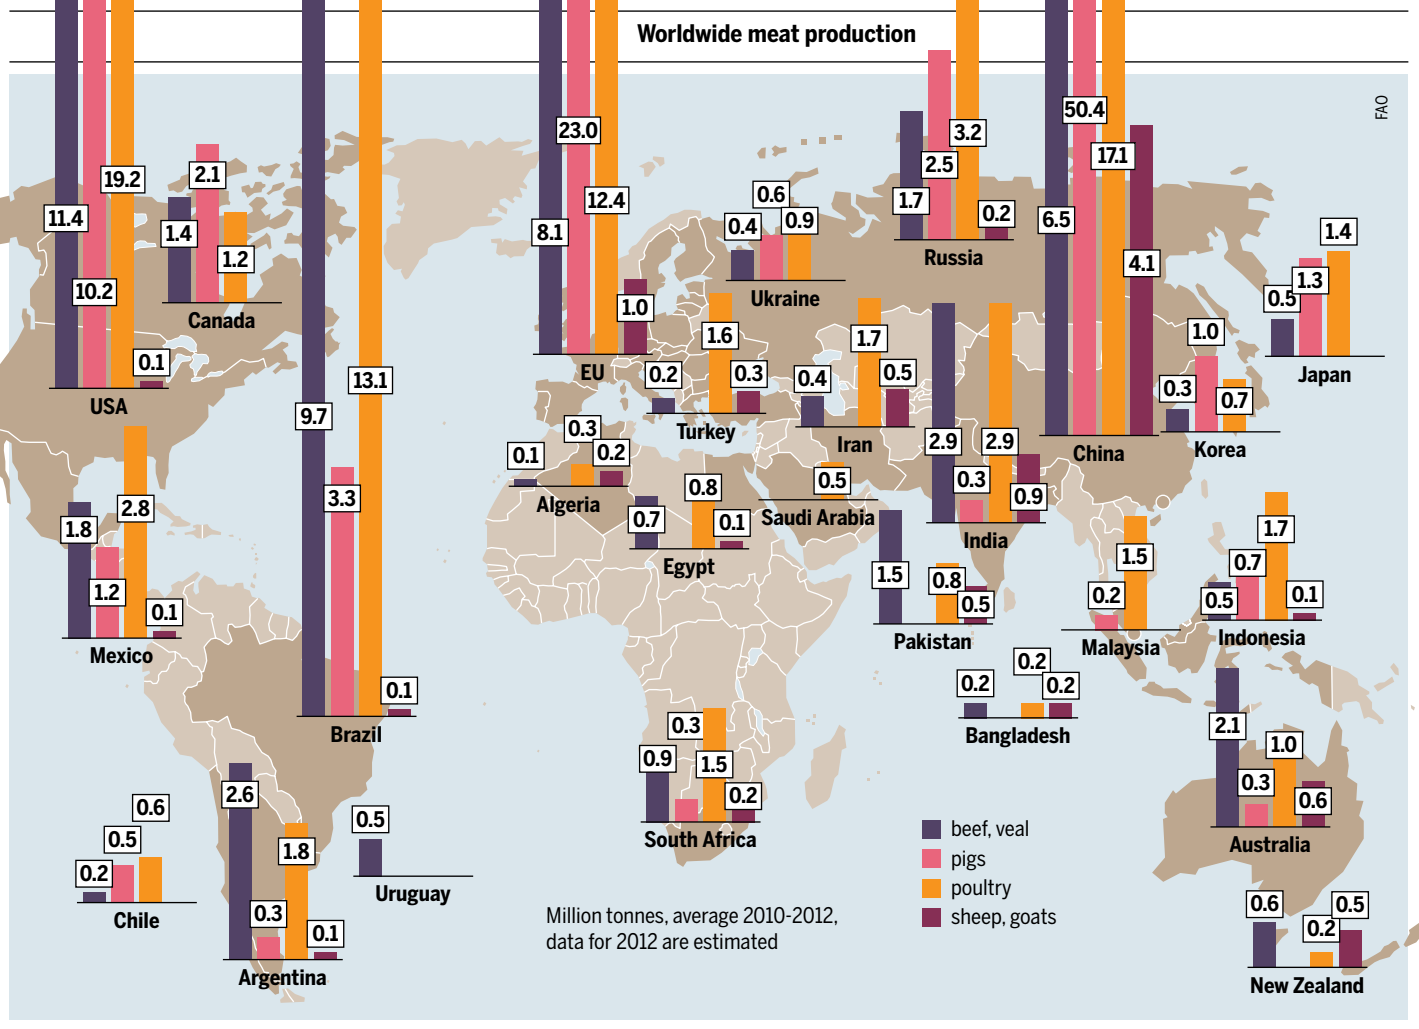 Worldwide meat production
FAO
11.4
10.2
19.2
0.1
USA
1.4
2.1
1.2
Canada
1.8
1.2
2.8
0.1
Mexico
9.7
3.3
13.1
0.1
Brazil
0.2
0.5
0.6
Chile
2.6
0.3
1.8
0.1
Argentina
0.5
Uruguay
8.1
23.0
12.4
1.0
EU
0.4
0.6
0.9
Ukraine
1.7
2.5
3.2
0.2
Russia
0.2
1.6
0.3
Turkey
0.4
1.7
0.5
Iran
0.1
0.3
0.2
Algeria
0.7
0.8
0.1
Egypt
0.5
Saudi Arabia
2.9
0.3
2.9
0.9
India
6.5
50.4
17.1
4.1
China
0.3
1.0
0.7
Korea
0.5
1.3
1.4
Japan
1.5
0.8
0.5
Pakistan
0.2
0.2
0.2
Bangladesh
0.2
1.5
Malaysia
0.5
0.7
1.7
0.1
Indonesia
0.9
0.3
1.5
0.2
South Africa
2.1
0.3
1.0
0.6
Australia
0.6
0.2
0.5
New Zealand
beef, veal
pigs
poultry
sheep, goats
Million tonnes, average 2010-2012,
data for 2012 are estimated